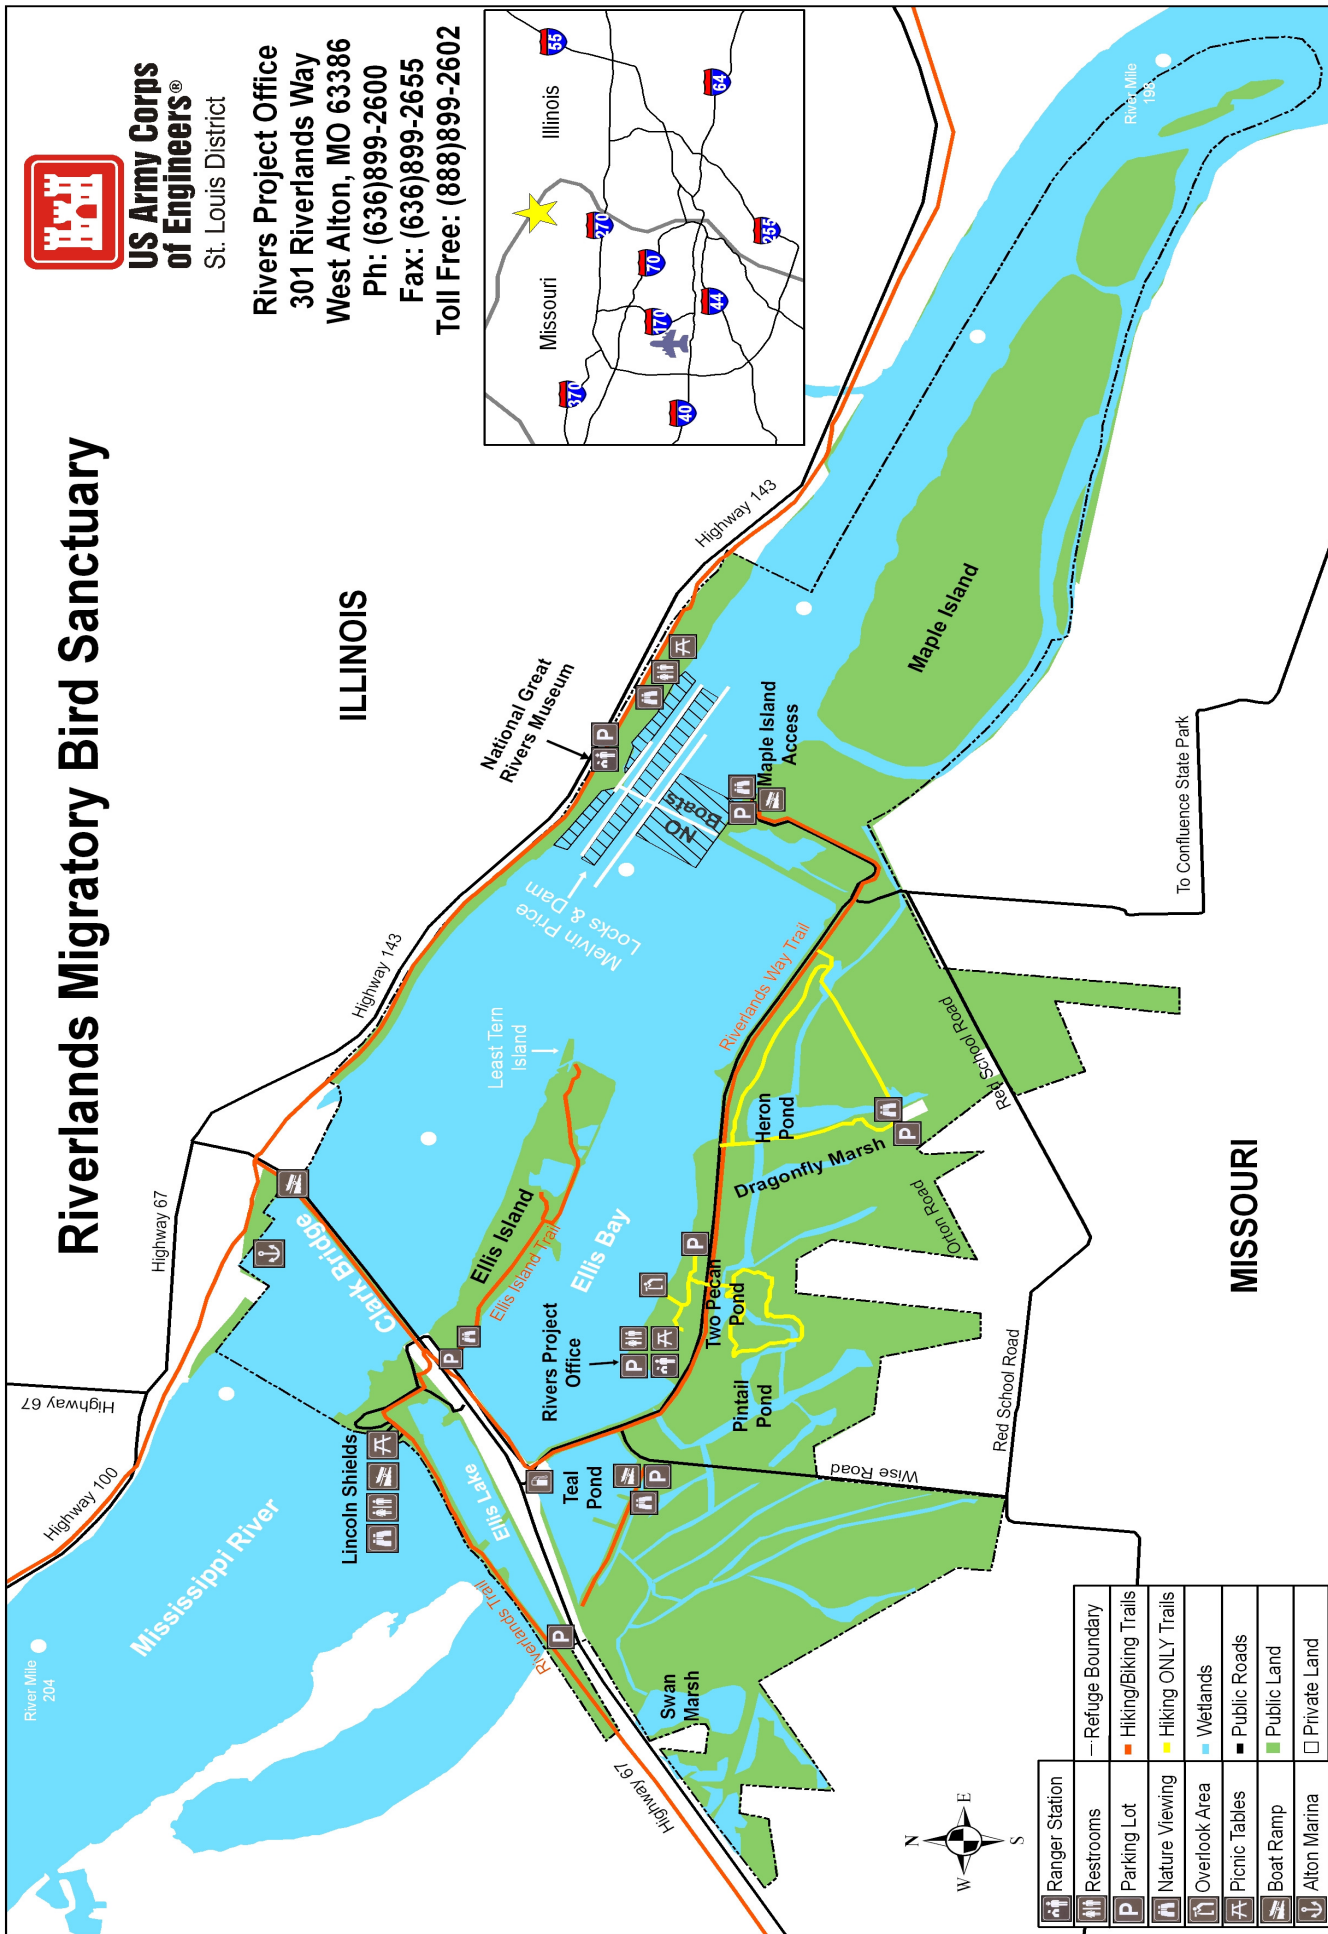 Riverlands Migratory Bird Sanctuary
US Army Corps
of Engineers®
St. Louis District
Rivers Project Office
301 Riverlands Way
West Alton, MO 63386
Ph: (636)899-2600
Fax: (636)899-2655
Toll Free: (888)899-2602
Missouri
Illinois
55
64
270
255
70
170
44
370
40
ILLINOIS
MISSOURI
River Mile
204
Mississippi River
Highway 100
Highway 67
Highway 67
Highway 143
Highway 143
Clark Bridge
Lincoln Shields
Ellis Lake
Riverlands Trail
Highway 67
Ellis Island
Ellis Island Trail
Least Tern
Island
Ellis Bay
National Great
Rivers Museum
Melvin Price
Locks & Dam
NO
Boats
Maple Island
Access
Maple Island
River Mile
198
Rivers Project
Office
Teal
Pond
Swan
Marsh
Pintail
Pond
Two Pecan
Pond
Heron
Pond
Dragonfly Marsh
Riverlands Way Trail
Wise Road
Orton Road
Red School Road
Red School Road
To Confluence State Park
P
P
P
P
P
P
P
P
N
W
E
S
Ranger Station
Restrooms
P Parking Lot
Nature Viewing
Overlook Area
Picnic Tables
Boat Ramp
Alton Marina
Refuge Boundary
Hiking/Biking Trails
Hiking ONLY Trails
Wetlands
Public Roads
Public Land
Private Land